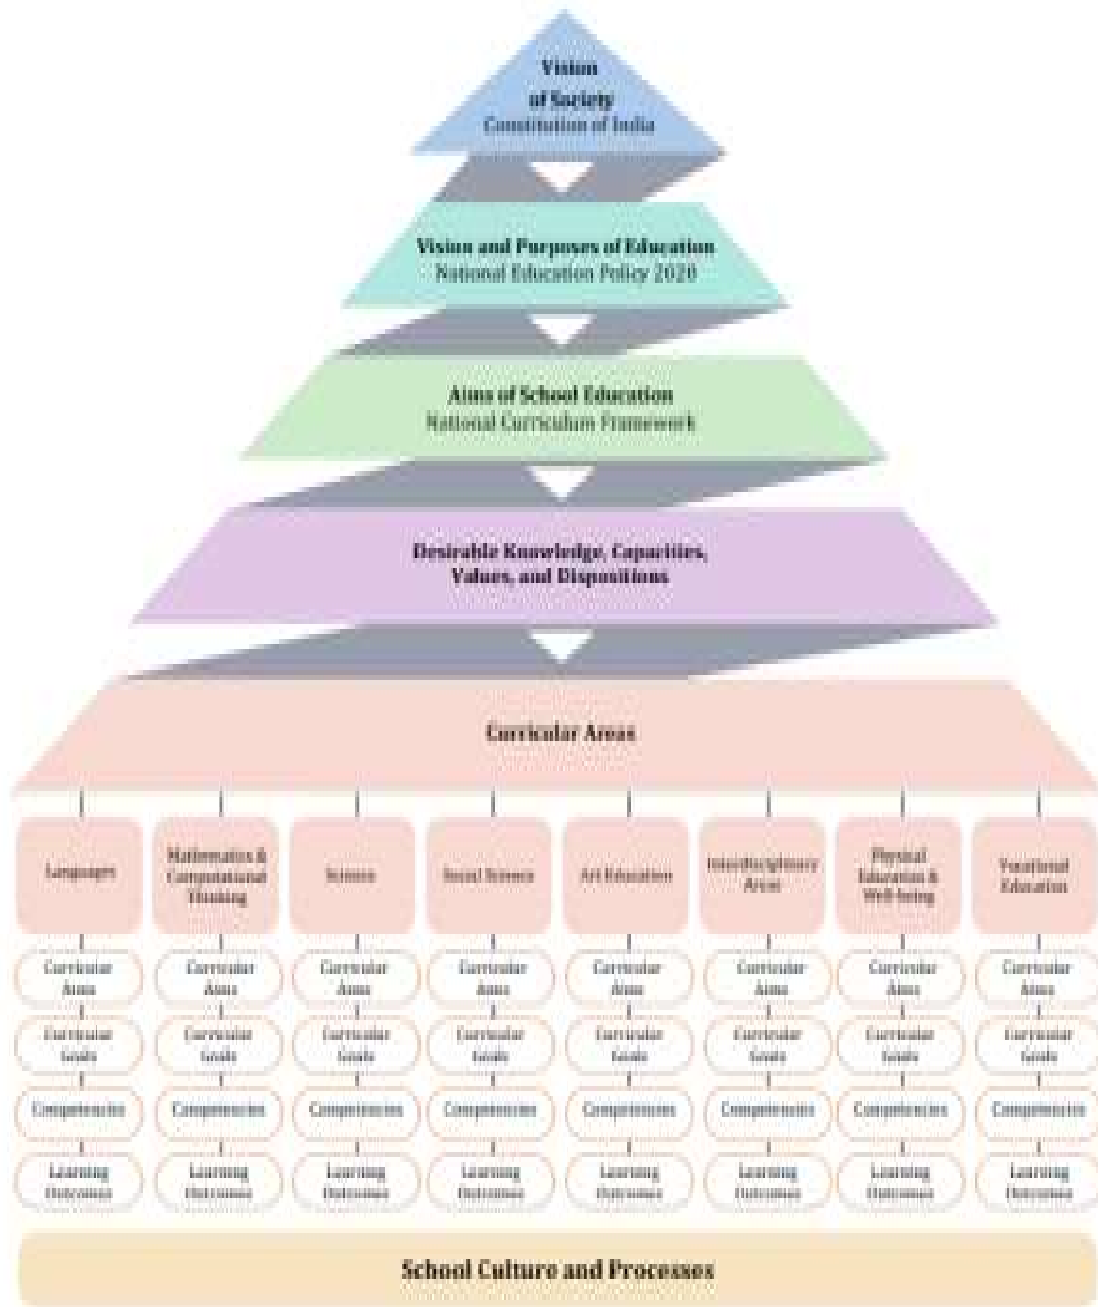 Vision
of Society
Constitution of India
Vision and Purposes of Education
National Education Policy 2020
Aims of School Education
National Curriculum Framework
Desirable Knowledge, Capacities,
Values, and Dispositions
Curricular Areas
Languages
Mathematics &
Computational
Thinking
Science
Social Science
Art Education
Interdisciplinary
Areas
Physical
Education &
Well-being
Vocational
Education
Curricular
Aims
Curricular
Aims
Curricular
Aims
Curricular
Aims
Curricular
Aims
Curricular
Aims
Curricular
Aims
Curricular
Aims
Curricular
Goals
Curricular
Goals
Curricular
Goals
Curricular
Goals
Curricular
Goals
Curricular
Goals
Curricular
Goals
Curricular
Goals
Competencies
Competencies
Competencies
Competencies
Competencies
Competencies
Competencies
Competencies
Learning
Outcomes
Learning
Outcomes
Learning
Outcomes
Learning
Outcomes
Learning
Outcomes
Learning
Outcomes
Learning
Outcomes
Learning
Outcomes
School Culture and Processes